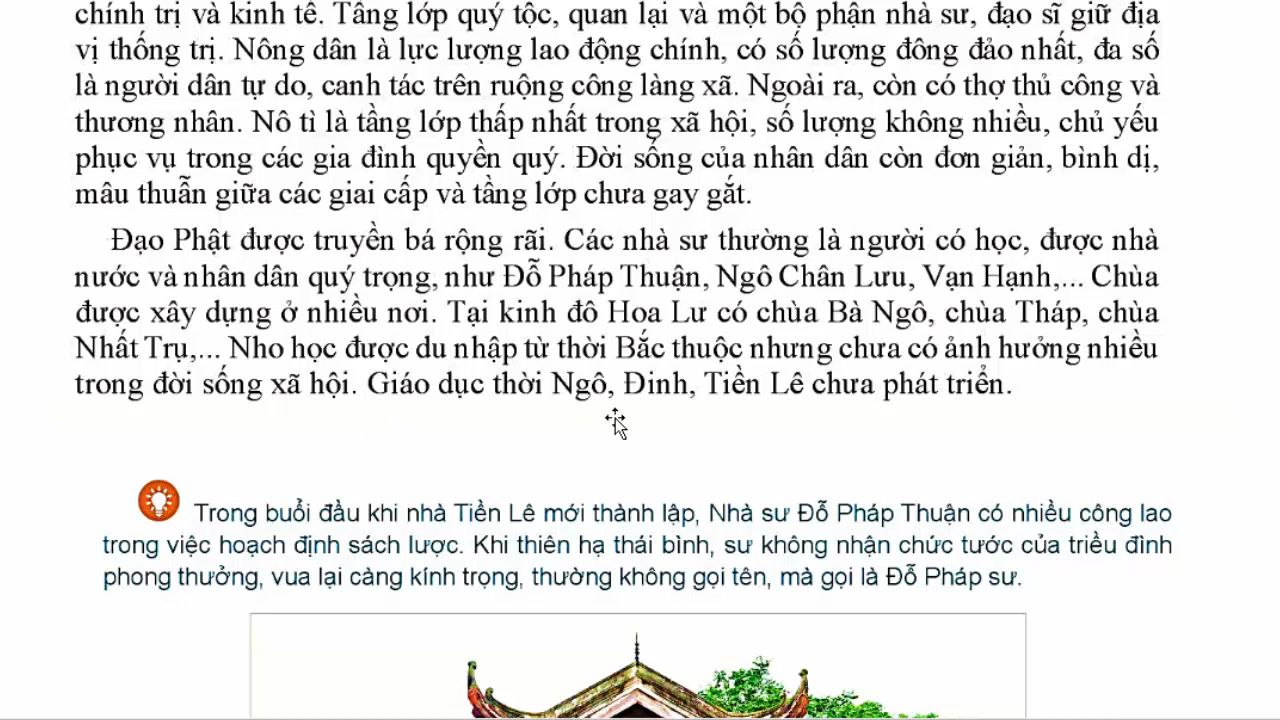 chính trị và kinh tế. Tầng lớp quý tộc, quan lại và một bộ phận nhà sư, đạo sĩ giữ địa
vị thống trị. Nông dân là lực lượng lao động chính, có số lượng đông đảo nhất, đa số
là người dân tự do, canh tác trên ruộng công làng xã. Ngoài ra, còn có thợ thủ công và
thương nhân. Nô tì là tầng lớp thấp nhất trong xã hội, số lượng không nhiều, chủ yếu
phục vụ trong các gia đình quyền quý. Đời sống của nhân dân còn đơn giản, bình dị,
mâu thuẫn giữa các giai cấp và tầng lớp chưa gay gắt.
Đạo Phật được truyền bá rộng rãi. Các nhà sư thường là người có học, được nhà
nước và nhân dân quý trọng, như Đỗ Pháp Thuận, Ngô Chân Lưu, Vạn Hạnh,... Chùa
được xây dựng ở nhiều nơi. Tại kinh đô Hoa Lư có chùa Bà Ngô, chùa Tháp, chùa
Nhất Trụ,... Nho học được du nhập từ thời Bắc thuộc nhưng chưa có ảnh hưởng nhiều
trong đời sống xã hội. Giáo dục thời Ngô, Đinh, Tiền Lê chưa phát triển.
Trong buổi đầu khi nhà Tiền Lê mới thành lập, Nhà sư Đỗ Pháp Thuận có nhiều công lao
trong việc hoạch định sách lược. Khi thiên hạ thái bình, sư không nhận chức tước của triều đình
phong thưởng, vua lại càng kính trọng, thường không gọi tên, mà gọi là Đỗ Pháp sư.